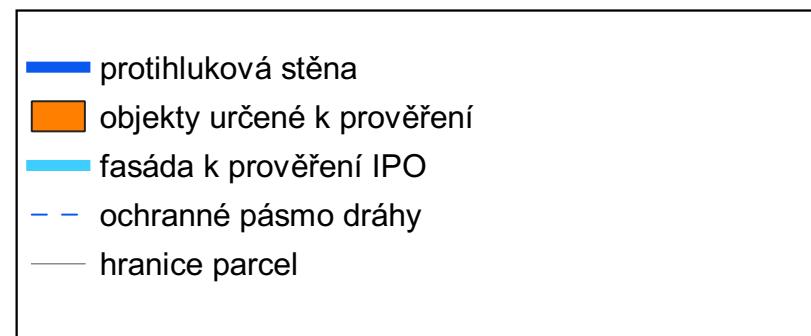 protihluková stěna
objekty určené k prověření
fasáda k prověření IPO
ochranné pásmo dráhy
hranice parcel